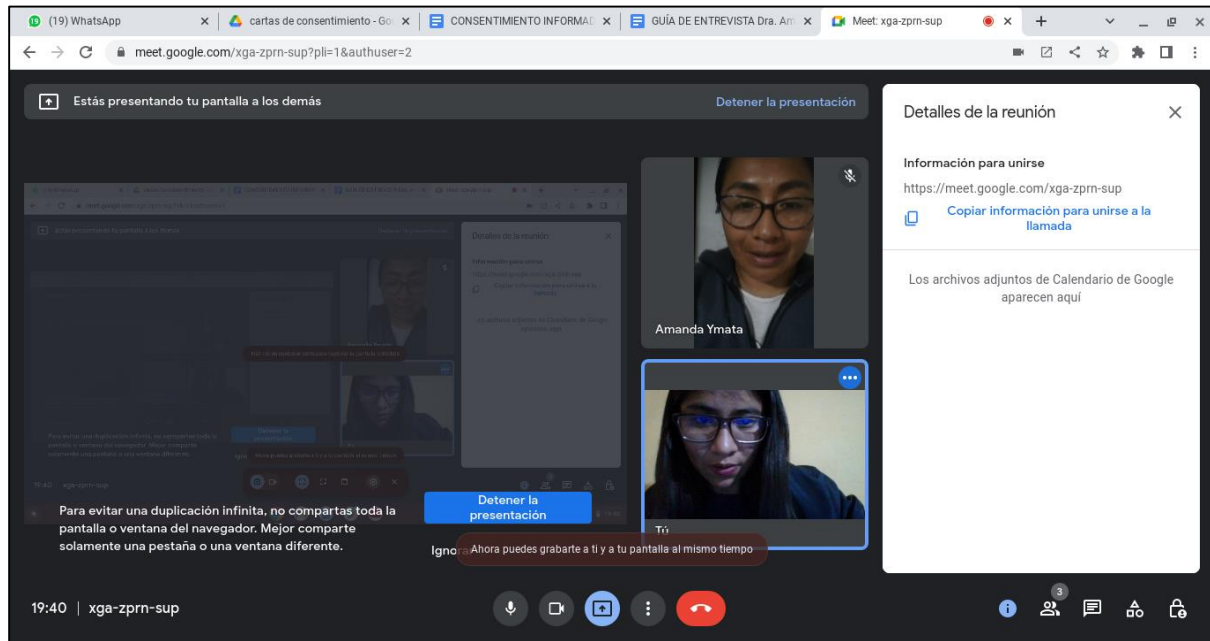 19 (19) WhatsApp
cartas de consentimiento - Go
CONSENTIMIENTO INFORMAD
GUÍA DE ENTREVISTA Dra. Am
Meet: xga-zprn-sup
meet.google.com/xga-zprn-sup?pli=1&authuser=2
Estás presentando tu pantalla a los demás
Detener la presentación
Detalles de la reunión
Información para unirse
https://meet.google.com/xga-zprn-sup
Copiar información para unirse a la
llamada
Los archivos adjuntos de Calendario de Google
aparecen aquí
Amanda Ymata
Tú
Para evitar una duplicación infinita, no compartas toda la
pantalla o ventana del navegador. Mejor comparte
solamente una pestaña o una ventana diferente.
Detener la
presentación
Ignorar
Ahora puedes grabarte a ti y a tu pantalla al mismo tiempo
19:40 | xga-zprn-sup
3